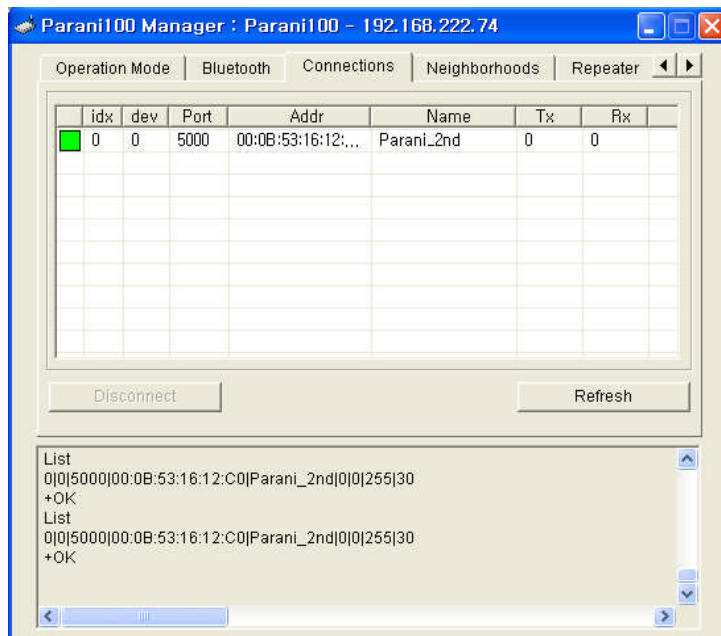 Parani100 Manager : Parani100 - 192.168.222.74
Operation Mode Bluetooth Connections Neighborhoods Repeater
idx dev Port Addr Name Tx Rx
0 0 5000 00:0B:53:16:12:... Parani_2nd 0 0
Disconnect Refresh
List
0|0|5000|00:0B:53:16:12:C0|Parani_2nd|0|0|255|30
+OK
List
0|0|5000|00:0B:53:16:12:C0|Parani_2nd|0|0|255|30
+OK